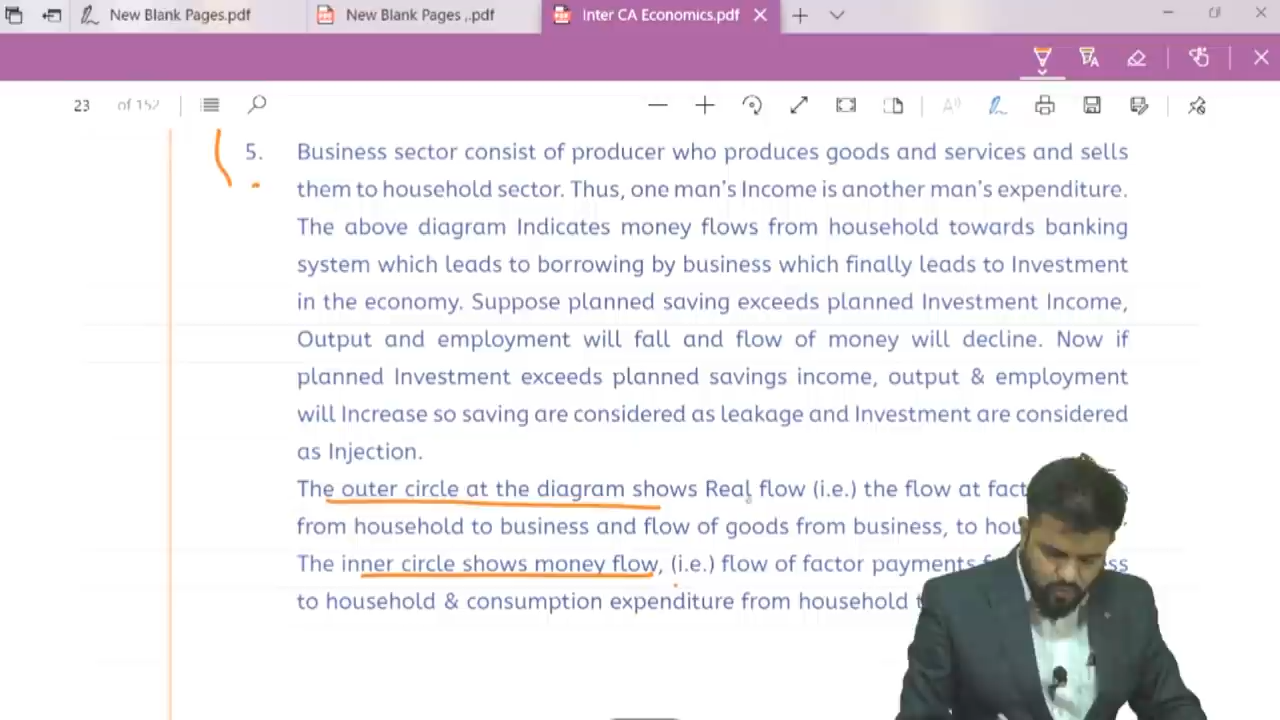 New Blank Pages.pdf
New Blank Pages ,.pdf
Inter CA Economics.pdf
23 of 152
5. Business sector consist of producer who produces goods and services and sells
them to household sector. Thus, one man's Income is another man's expenditure.
The above diagram Indicates money flows from household towards banking
system which leads to borrowing by business which finally leads to Investment
in the economy. Suppose planned saving exceeds planned Investment Income,
Output and employment will fall and flow of money will decline. Now if
planned Investment exceeds planned savings income, output & employment
will Increase so saving are considered as leakage and Investment are considered
as Injection.
The outer circle at the diagram shows Real flow (i.e.) the flow at
from household to business and flow of goods from business, to
The inner circle shows money flow, (i.e.) flow of factor payments
to household & consumption expenditure from household